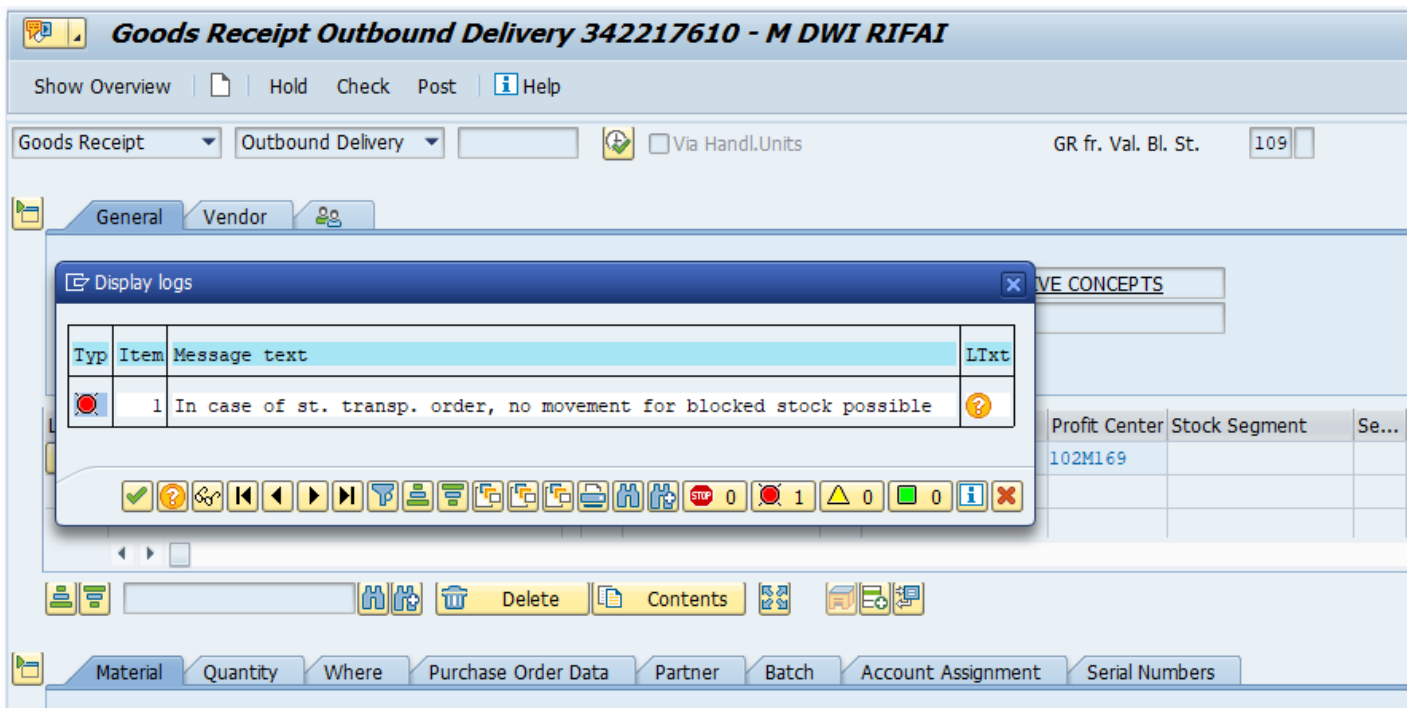 Goods Receipt Outbound Delivery 342217610 - M DWI RIFAI
Show Overview Hold Check Post Help
Goods Receipt Outbound Delivery Via Handl.Units GR fr. Val. Bl. St. 109
General Vendor
Display logs
IVE CONCEPTS
Typ Item Message text LTxt
1 In case of st. transp. order, no movement for blocked stock possible
Profit Center Stock Segment Se...
102M169
STOP 0 1 0 0
Delete Contents
Material Quantity Where Purchase Order Data Partner Batch Account Assignment Serial Numbers